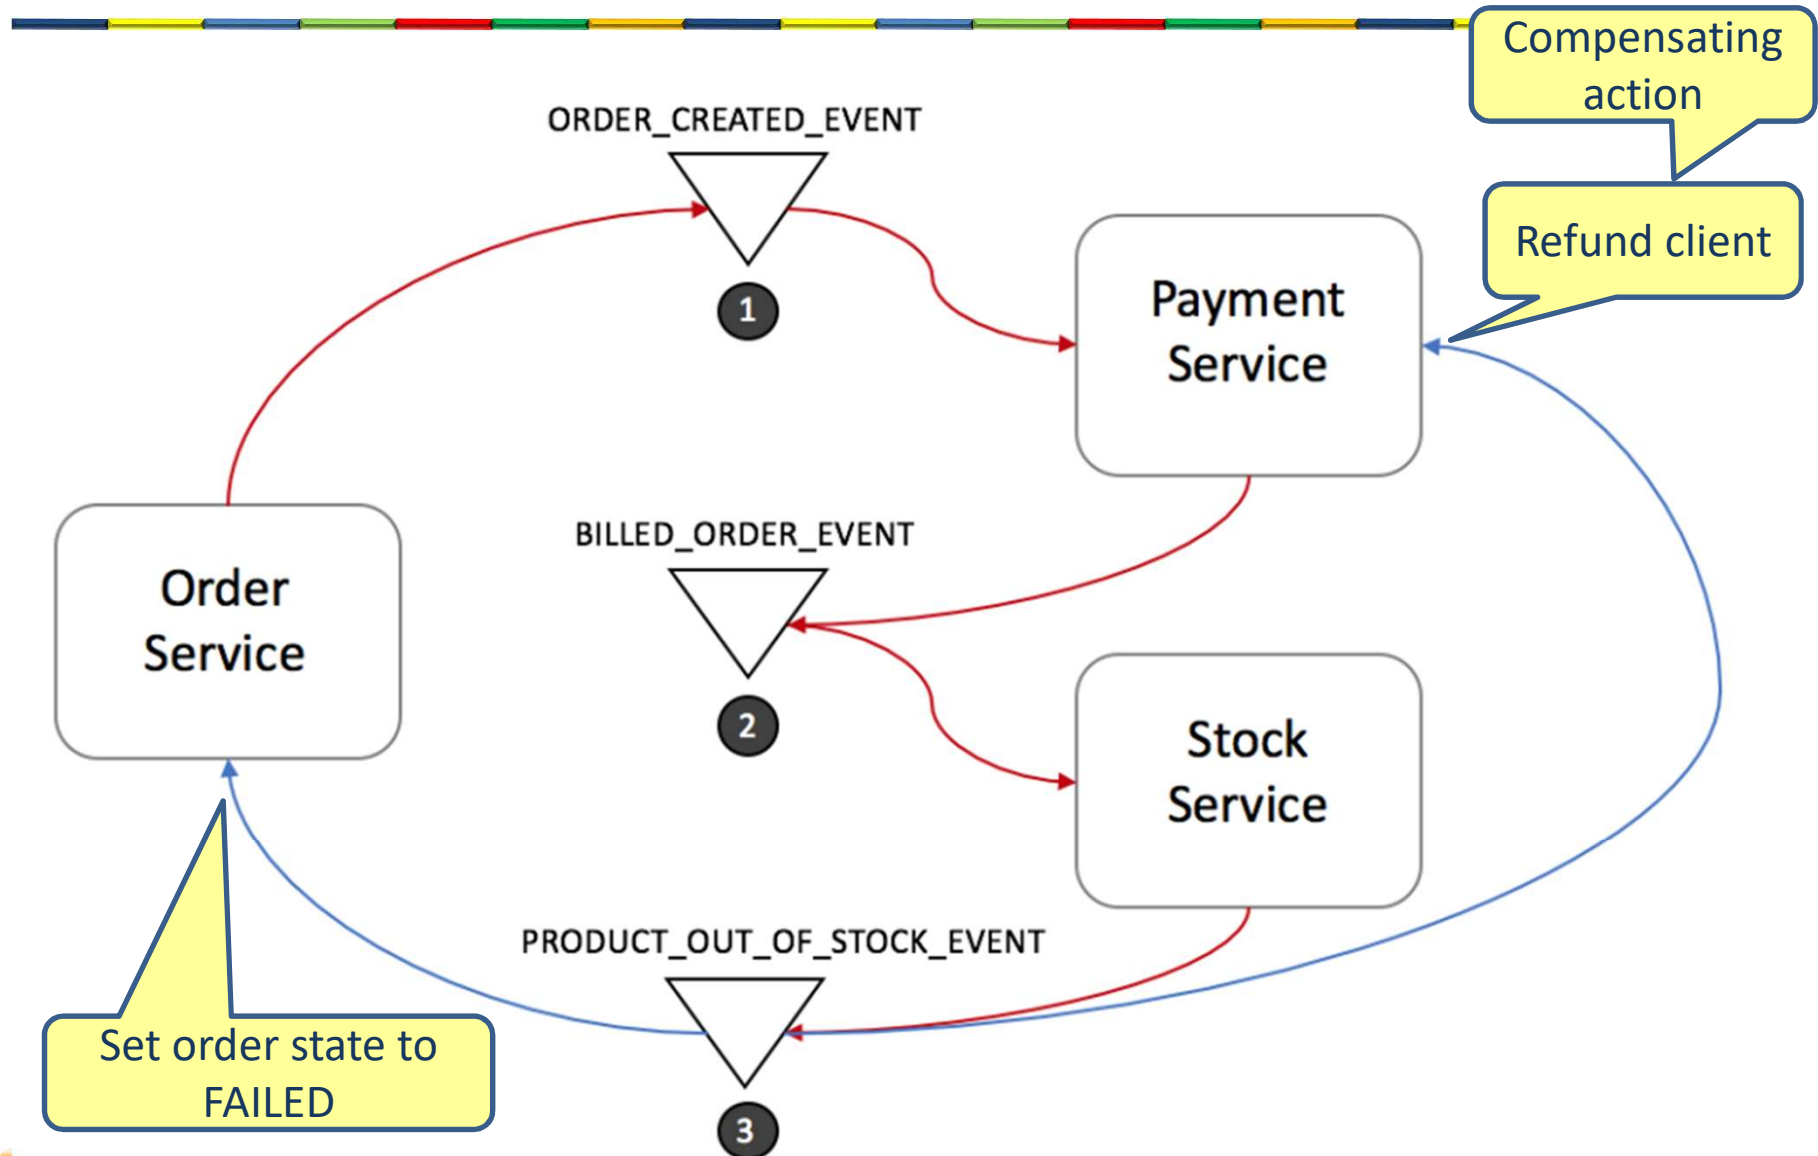 Compensating
action
ORDER_CREATED_EVENT
Refund client
1
Payment
Service
BILLED_ORDER_EVENT
Order
Service
2
Stock
Service
PRODUCT_OUT_OF_STOCK_EVENT
Set order state to
FAILED
3